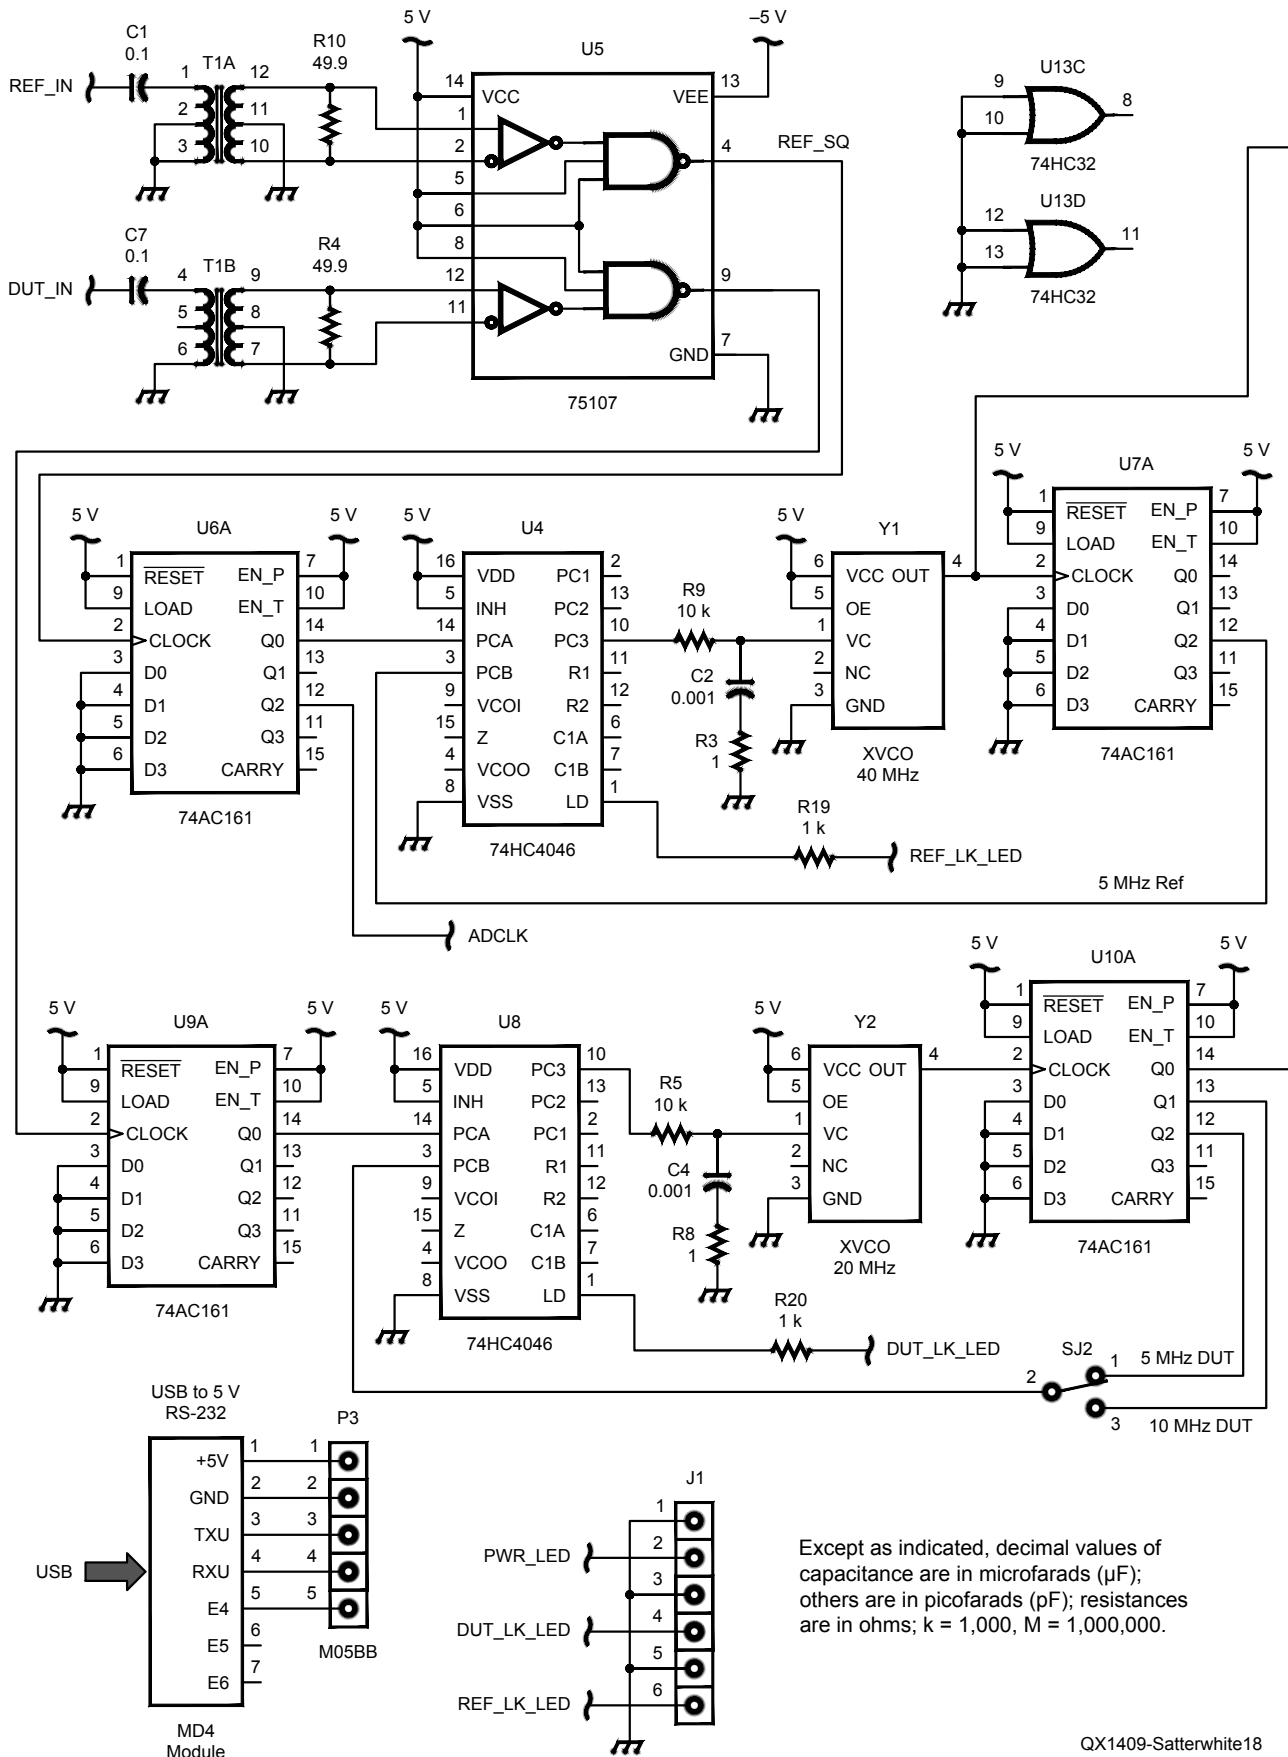 5 V
–5 V
C1
0.1
T1A
R10
49.9
U5
U13C
REF_IN
1
2
3
12
11
10
14
VCC
VEE
13
1
2
5
6
8
12
11
4
REF_SQ
9
10
8
74HC32
U13D
12
13
11
74HC32
C7
0.1
T1B
R4
49.9
DUT_IN
4
5
6
9
8
7
9
GND
7
75107
5 V
U6A
5 V
1
RESET
EN_P
7
9
LOAD
EN_T
10
2
CLOCK
Q0
14
3
D0
Q1
13
4
D1
Q2
12
5
D2
Q3
11
6
D3
CARRY
15
74AC161
5 V
U4
16
VDD
PC1
2
5
INH
PC2
13
14
PCA
PC3
10
3
PCB
R1
11
9
VCOI
R2
12
15
Z
C1A
6
4
VCOO
C1B
7
8
VSS
LD
1
74HC4046
R9
10 k
C2
0.001
R3
1
5 V
Y1
6
VCC OUT
4
5
OE
1
VC
2
NC
3
GND
XVCO
40 MHz
5 V
U7A
5 V
1
RESET
EN_P
7
9
LOAD
EN_T
10
2
CLOCK
Q0
14
3
D0
Q1
13
4
D1
Q2
12
5
D2
Q3
11
6
D3
CARRY
15
74AC161
R19
1 k
REF_LK_LED
5 MHz Ref
ADCLK
5 V
U9A
5 V
1
RESET
EN_P
7
9
LOAD
EN_T
10
2
CLOCK
Q0
14
3
D0
Q1
13
4
D1
Q2
12
5
D2
Q3
11
6
D3
CARRY
15
74AC161
5 V
U8
16
VDD
PC3
10
5
INH
PC2
13
14
PCA
PC1
2
3
PCB
R1
11
9
VCOI
R2
12
15
Z
C1A
6
4
VCOO
C1B
7
8
VSS
LD
1
74HC4046
R5
10 k
C4
0.001
R8
1
5 V
Y2
6
VCC OUT
4
5
OE
1
VC
2
NC
3
GND
XVCO
20 MHz
5 V
U10A
5 V
1
RESET
EN_P
7
9
LOAD
EN_T
10
2
CLOCK
Q0
14
3
D0
Q1
13
4
D1
Q2
12
5
D2
Q3
11
6
D3
CARRY
15
74AC161
R20
1 k
DUT_LK_LED
SJ2
2
1
5 MHz DUT
3
10 MHz DUT
USB to 5 V
RS-232
P3
USB
+5V
1
1
GND
2
2
TXU
3
3
RXU
4
4
E4
5
5
E5
6
E6
7
M05BB
MD4
Module
J1
1
PWR_LED
2
3
DUT_LK_LED
4
5
REF_LK_LED
6
Except as indicated, decimal values of
capacitance are in microfarads (µF);
others are in picofarads (pF); resistances
are in ohms; k = 1,000, M = 1,000,000.
QX1409-Satterwhite18